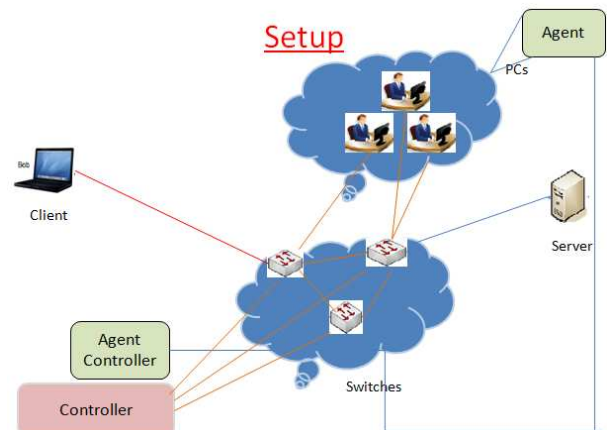 Setup
Agent
PCs
Bob
Client
Server
Agent
Controller
Switches
Controller